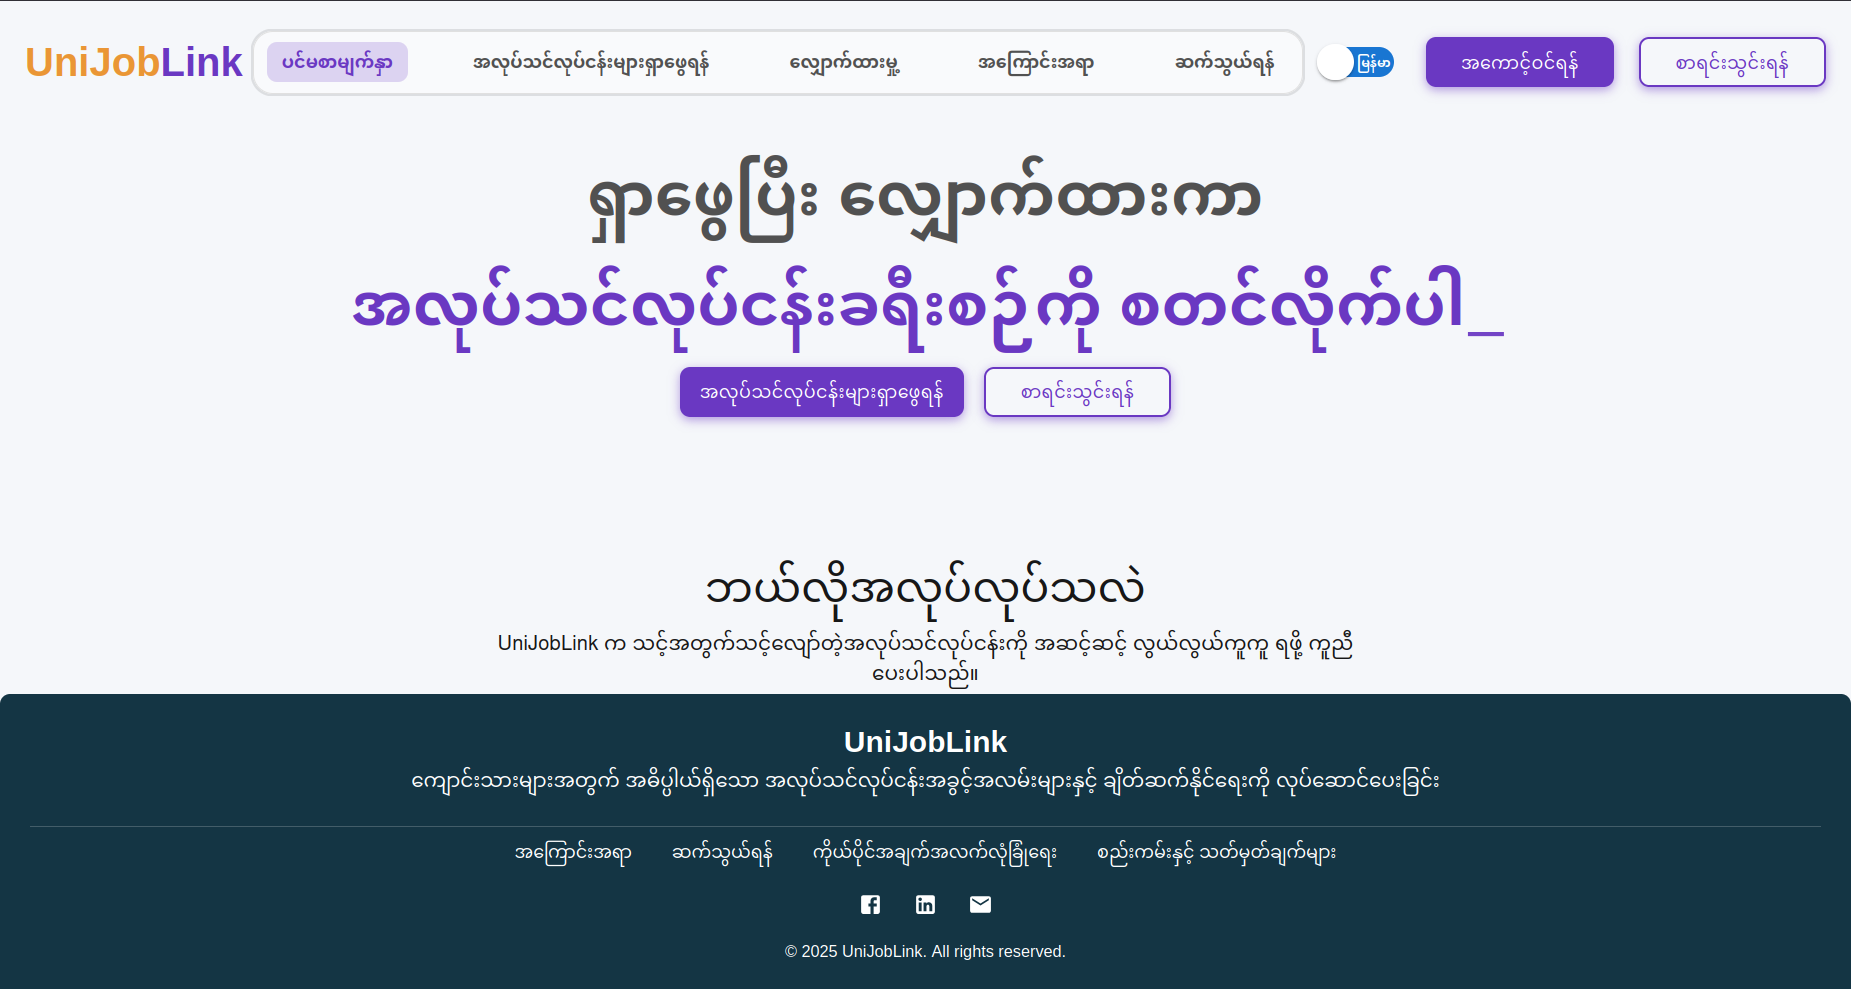 UniJobLink
ပင်မစာမျက်နှာ
အလုပ်သင်လုပ်ငန်းများရှာဖွေရန်
လျှောက်ထားမှု့
အကြောင်းအရာ
ဆက်သွယ်ရန်
မြန်မာ
အကောင့်ဝင်ရန်
စာရင်းသွင်းရန်
ရှာဖွေပြီး လျှောက်ထားကာ
အလုပ်သင်လုပ်ငန်းခရီးစဉ်ကို စတင်လိုက်ပါ_
အလုပ်သင်လုပ်ငန်းများရှာဖွေရန်
စာရင်းသွင်းရန်
ဘယ်လိုအလုပ်လုပ်သလဲ
UniJobLink က သင့်အတွက်သင့်လျော်တဲ့အလုပ်သင်လုပ်ငန်းကို အဆင့်ဆင့် လွယ်လွယ်ကူကူ ရဖို့ ကူညီ
ပေးပါသည်။
UniJobLink
ကျောင်းသားများအတွက် အဓိပ္ပါယ်ရှိသော အလုပ်သင်လုပ်ငန်းအခွင့်အလမ်းများနှင့် ချိတ်ဆက်နိုင်ရေးကို လုပ်ဆောင်ပေးခြင်း
အကြောင်းအရာ
ဆက်သွယ်ရန်
ကိုယ်ပိုင်အချက်အလက်လုံခြုံရေး
စည်းကမ်းနှင့် သတ်မှတ်ချက်များ
© 2025 UniJobLink. All rights reserved.